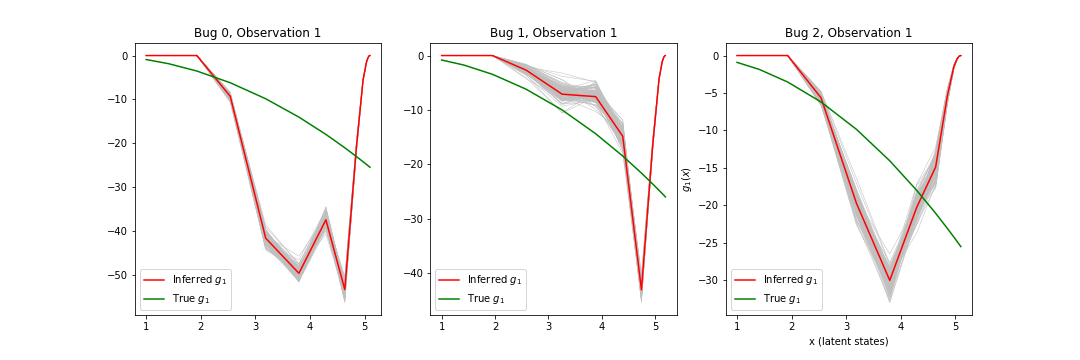 Bug 0, Observation 1
0
−10
−20
−30
−40
−50
1 2 3 4 5
Inferred g₁
True g₁
Bug 1, Observation 1
0
−10
−20
−30
−40
1 2 3 4 5
Inferred g₁
True g₁
Bug 2, Observation 1
g₁(x)
0
−5
−10
−15
−20
−25
−30
1 2 3 4 5
x (latent states)
Inferred g₁
True g₁